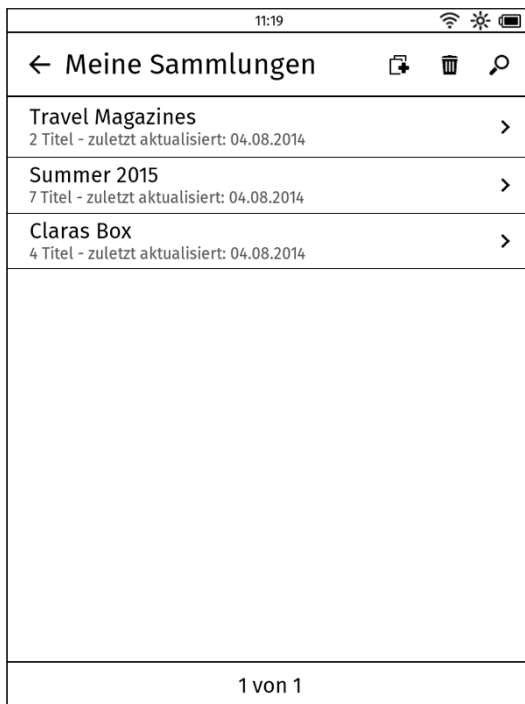 11:19
Meine Sammlungen
Travel Magazines
2 Titel - zuletzt aktualisiert: 04.08.2014
Summer 2015
7 Titel - zuletzt aktualisiert: 04.08.2014
Claras Box
4 Titel - zuletzt aktualisiert: 04.08.2014
1 von 1